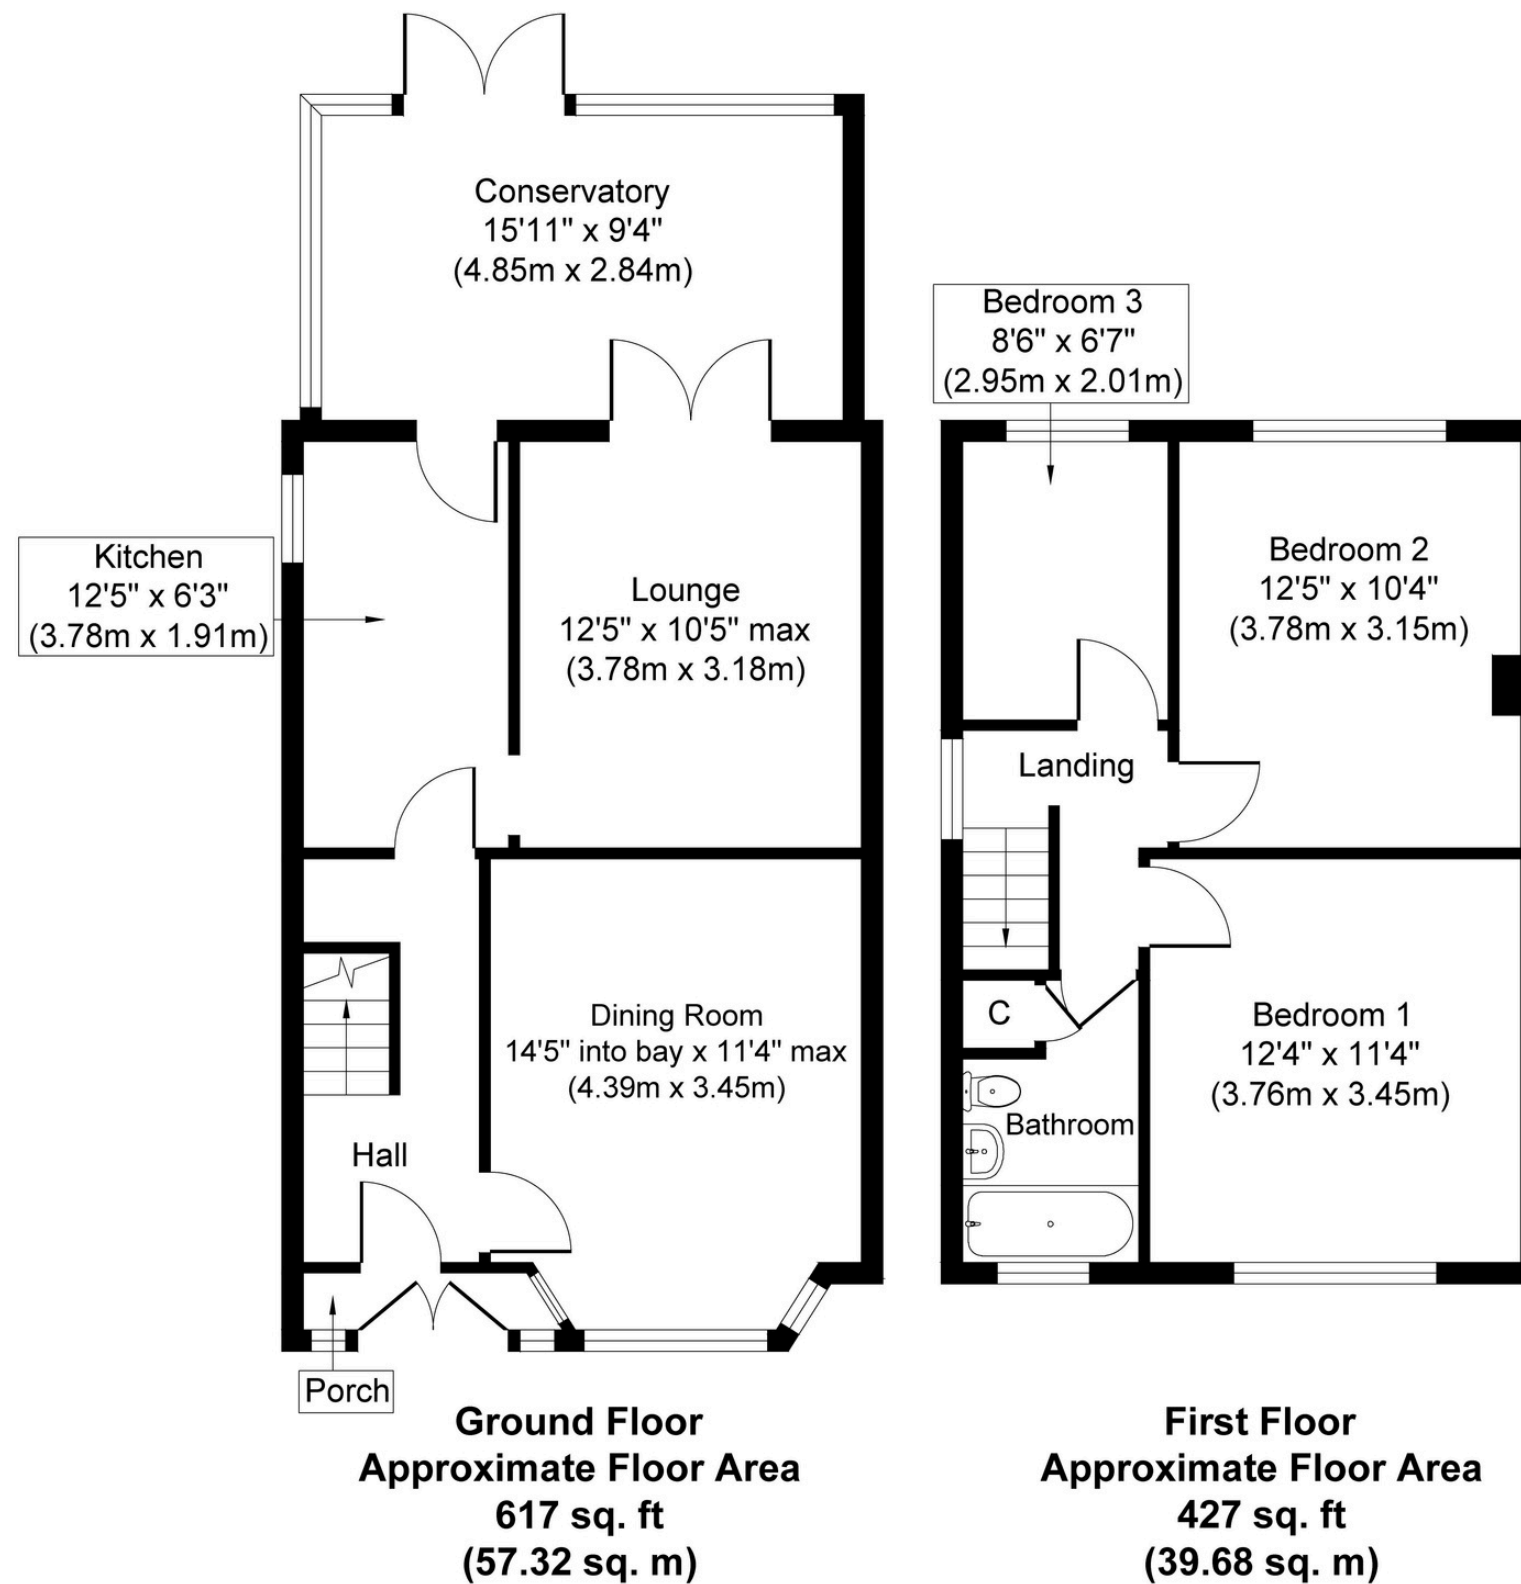 Conservatory
15'11" x 9'4"
(4.85m x 2.84m)
Kitchen
12'5" x 6'3"
(3.78m x 1.91m)
Lounge
12'5" x 10'5" max
(3.78m x 3.18m)
Dining Room
14'5" into bay x 11'4" max
(4.39m x 3.45m)
Hall
Porch
Ground Floor
Approximate Floor Area
617 sq. ft
(57.32 sq. m)
Bedroom 3
8'6" x 6'7"
(2.95m x 2.01m)
Bedroom 2
12'5" x 10'4"
(3.78m x 3.15m)
Landing
C
Bedroom 1
12'4" x 11'4"
(3.76m x 3.45m)
Bathroom
First Floor
Approximate Floor Area
427 sq. ft
(39.68 sq. m)